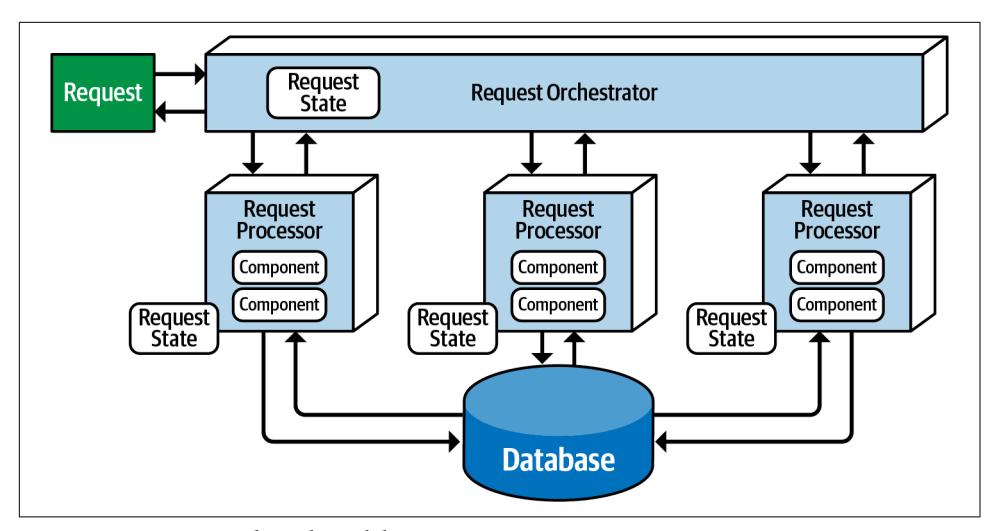 Request
Request
State
Request Orchestrator
Request
Processor
Component
Component
Request
State
Request
Processor
Component
Component
Request
State
Request
Processor
Component
Component
Request
State
Database